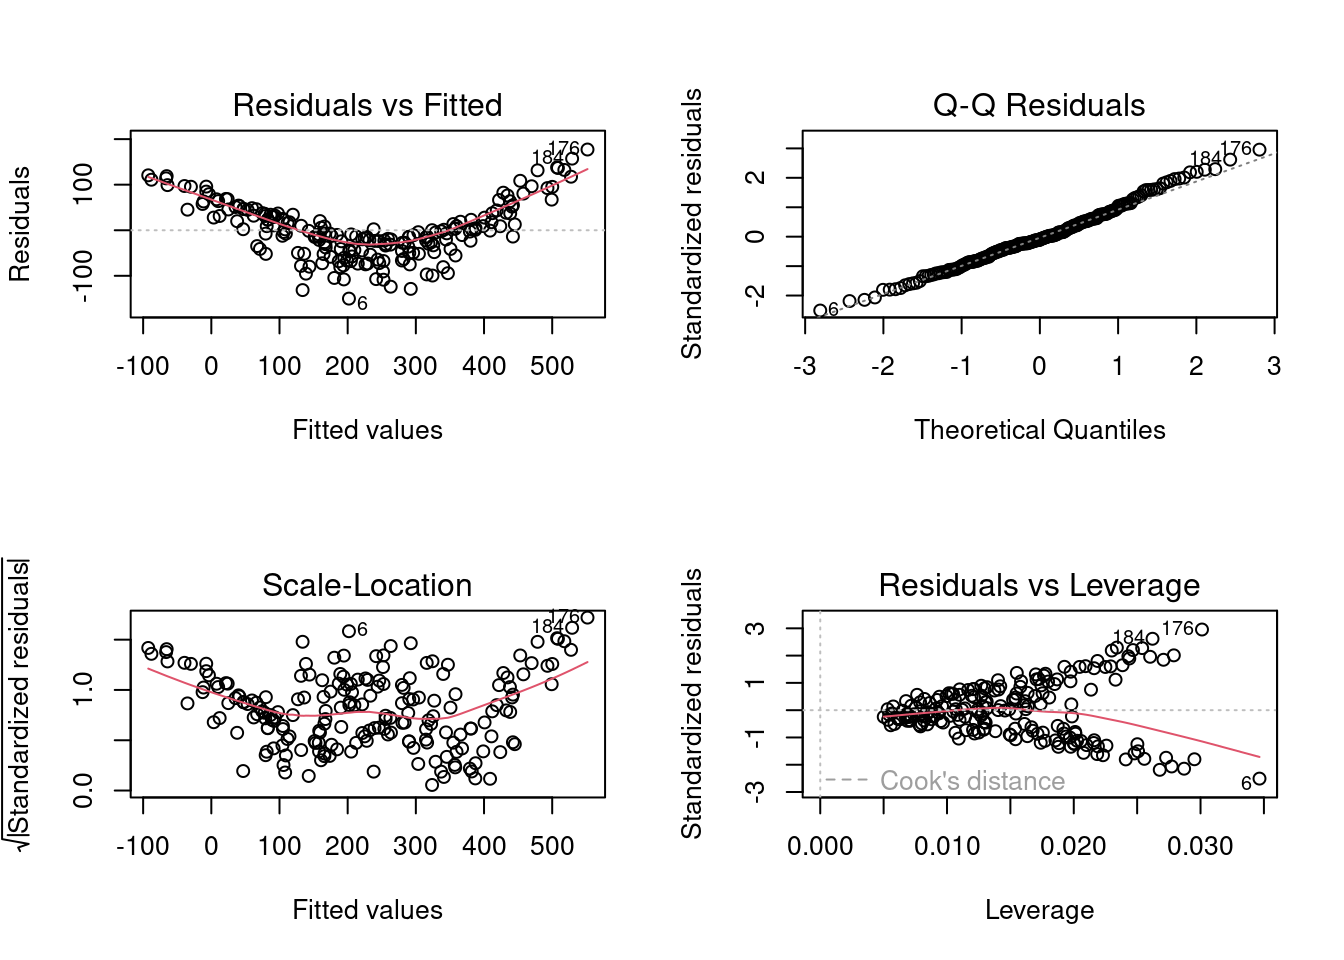 Residuals vs Fitted
Residuals
100
-100
176
184
6
-100 0 100 200 300 400 500
Fitted values
Q-Q Residuals
Standardized residuals
2
0
-2
176
184
6
-3 -2 -1 0 1 2 3
Theoretical Quantiles
Scale-Location
√|Standardized residuals|
1.0
0.0
176
184
6
-100 0 100 200 300 400 500
Fitted values
Residuals vs Leverage
Standardized residuals
3
1
-1
-3
176
184
6
Cook's distance
0.000 0.010 0.020 0.030
Leverage